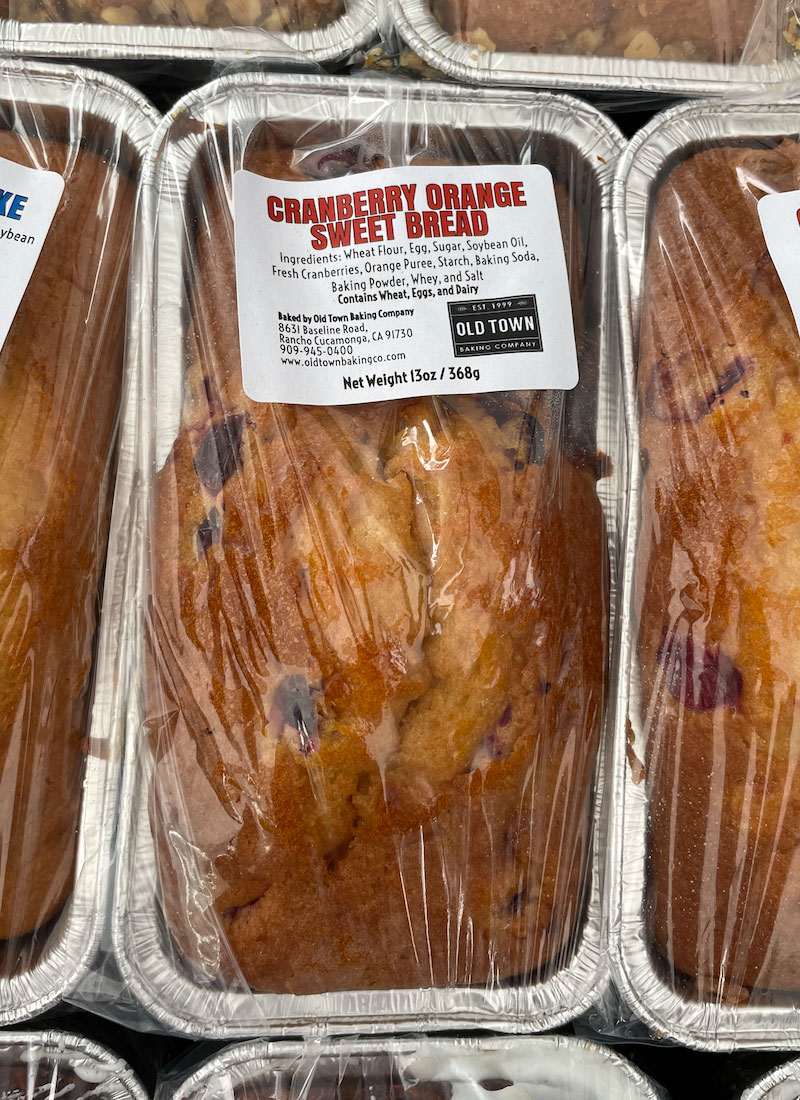 KE
ybean
CRANBERRY ORANGE
SWEET BREAD
Ingredients: Wheat Flour, Egg, Sugar, Soybean Oil,
Fresh Cranberries, Orange Puree, Starch, Baking Soda,
Baking Powder, Whey, and Salt
Contains Wheat, Eggs, and Dairy
Baked by Old Town Baking Company
8631 Baseline Road,
Rancho Cucamonga, CA 91730
909-945-0400
www.oldtownbakingco.com
EST. 1999
OLD TOWN
BAKING COMPANY
Net Weight 13oz / 368g